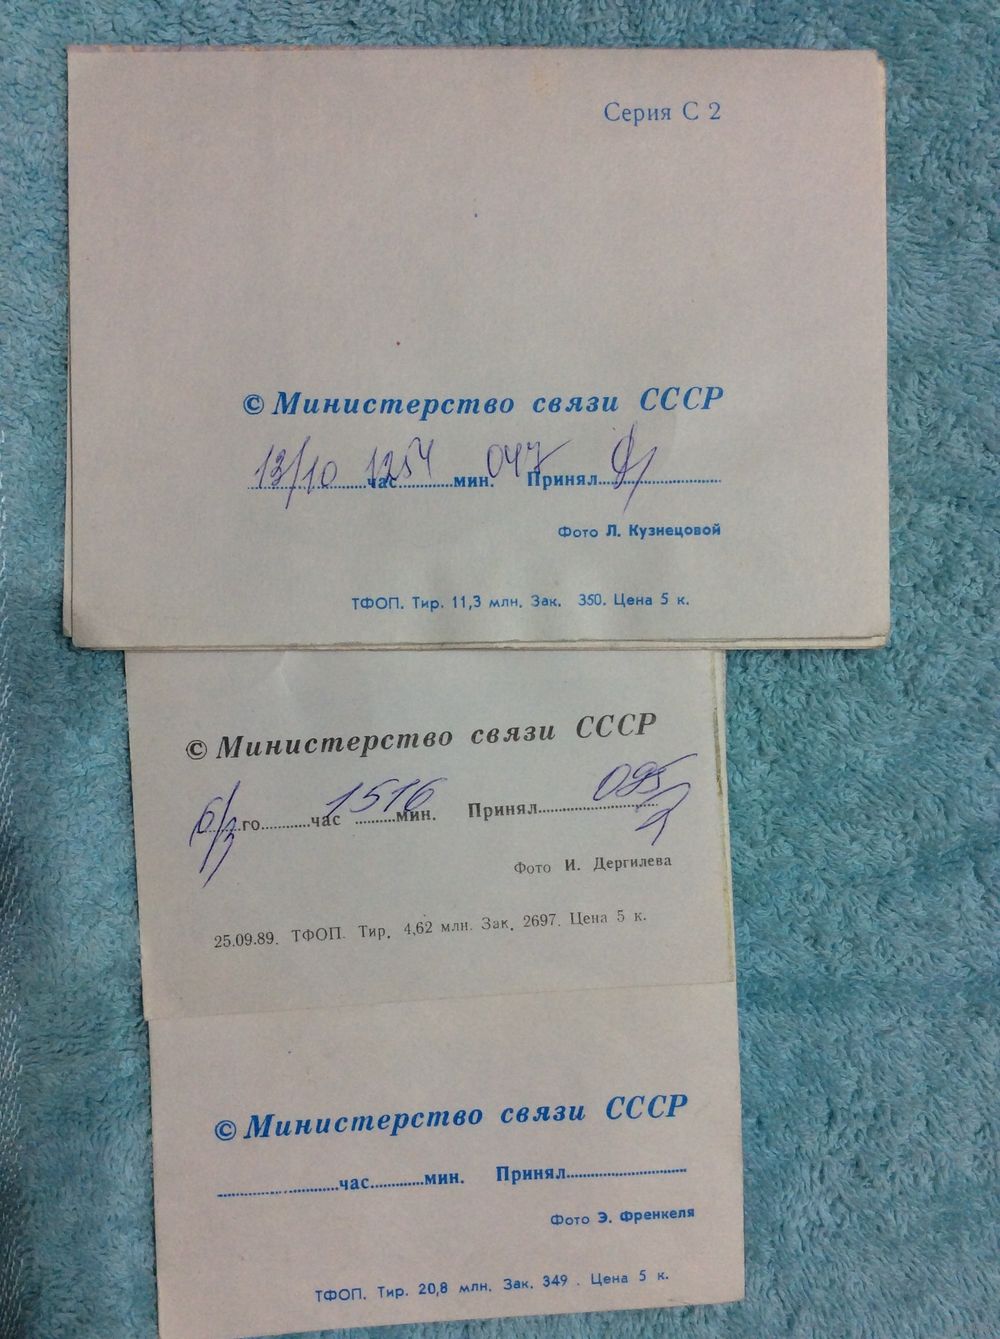 Серия С 2
© Министерство связи СССР
13/10 час 1254 мин. 047 Принял
Фото Л. Кузнецовой
ТФОП. Тир. 11,3 млн. Зак. 350. Цена 5 к.
© Министерство связи СССР
го час 1516 мин. Принял
Фото И. Дергилева
25.09.89. ТФОП. Тир. 4,62 млн. Зак. 2697. Цена 5 к.
© Министерство связи СССР
час мин. Принял
Фото Э. Френкеля
ТФОП. Тир. 20,8 млн. Зак. 349. Цена 5 к.